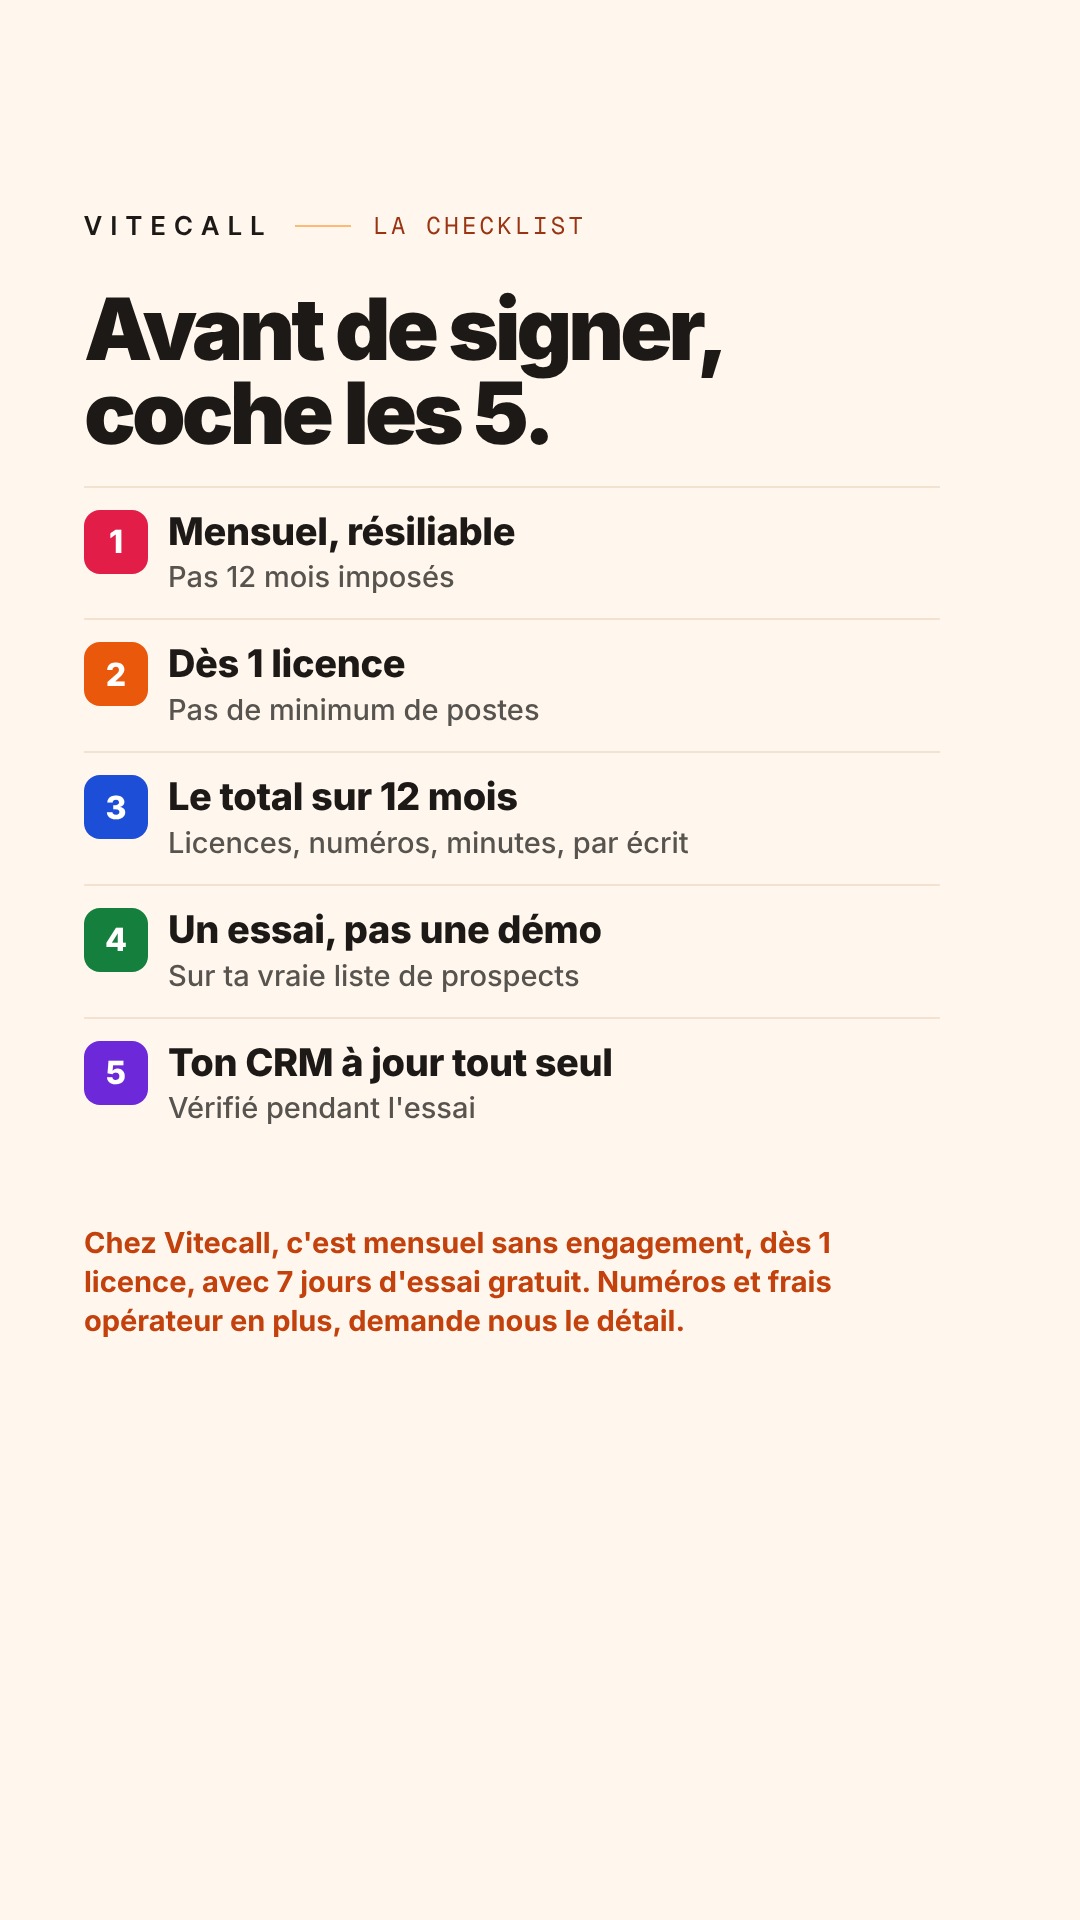 VITECALL
LA CHECKLIST
Avant de signer,
coche les 5.
1
Mensuel, résiliable
Pas 12 mois imposés
2
Dès 1 licence
Pas de minimum de postes
3
Le total sur 12 mois
Licences, numéros, minutes, par écrit
4
Un essai, pas une démo
Sur ta vraie liste de prospects
5
Ton CRM à jour tout seul
Vérifié pendant l'essai
Chez Vitecall, c'est mensuel sans engagement, dès 1
licence, avec 7 jours d'essai gratuit. Numéros et frais
opérateur en plus, demande nous le détail.